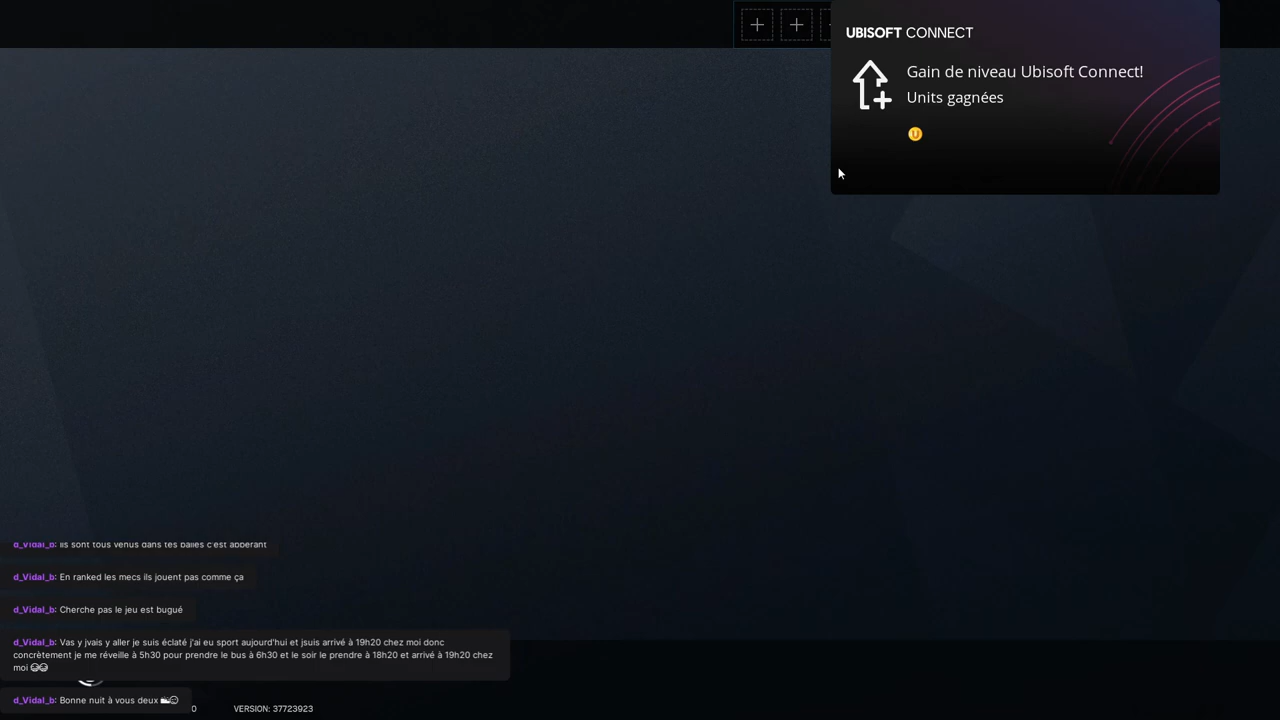 UBISOFT CONNECT
Gain de niveau Ubisoft Connect!
Units gagnées
d_Vidal_b: Ils sont tous venus dans tes balles c'est abbérant
d_Vidal_b: En ranked les mecs ils jouent pas comme ça
d_Vidal_b: Cherche pas le jeu est bugué
d_Vidal_b: Vas y jvais y aller je suis éclaté j'ai eu sport aujourd'hui et jsuis arrivé à 19h20 chez moi donc
concrètement je me réveille à 5h30 pour prendre le bus à 6h30 et le soir le prendre à 18h20 et arrivé à 19h20 chez
moi 😂😂
d_Vidal_b: Bonne nuit à vous deux
0 VERSION: 37723923